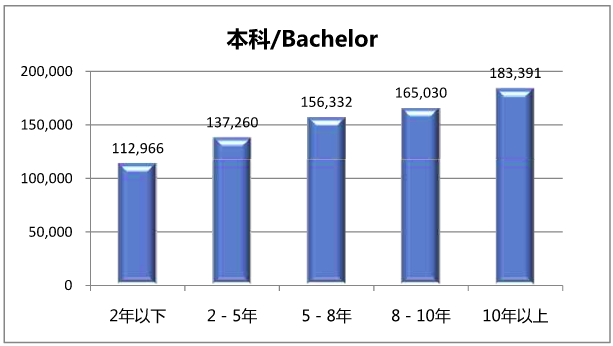 本科/Bachelor
200,000
150,000
100,000
50,000
0
112,966
137,260
156,332
165,030
183,391
2年以下
2 - 5年
5 - 8年
8 - 10年
10年以上